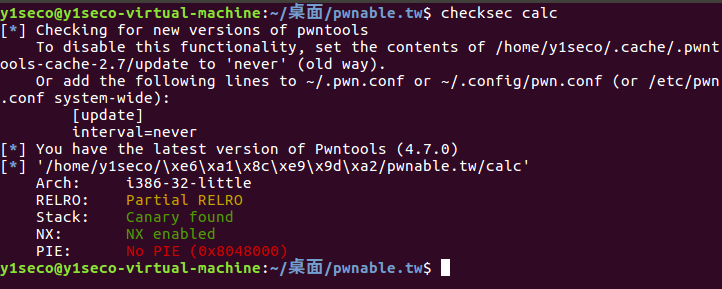 y1seco@y1seco-virtual-machine:~/桌面/pwnable.tw$ checksec calc
[*] Checking for new versions of pwntools
    To disable this functionality, set the contents of /home/y1seco/.cache/.pwnt
ools-cache-2.7/update to 'never' (old way).
    Or add the following lines to ~/.pwn.conf or ~/.config/pwn.conf (or /etc/pwn
.conf system-wide):
        [update]
        interval=never
[*] You have the latest version of Pwntools (4.7.0)
[*] '/home/y1seco/\xe6\xa1\x8c\xe9\x9d\xa2/pwnable.tw/calc'
    Arch:     i386-32-little
    RELRO:    Partial RELRO
    Stack:    Canary found
    NX:       NX enabled
    PIE:      No PIE (0x8048000)
y1seco@y1seco-virtual-machine:~/桌面/pwnable.tw$